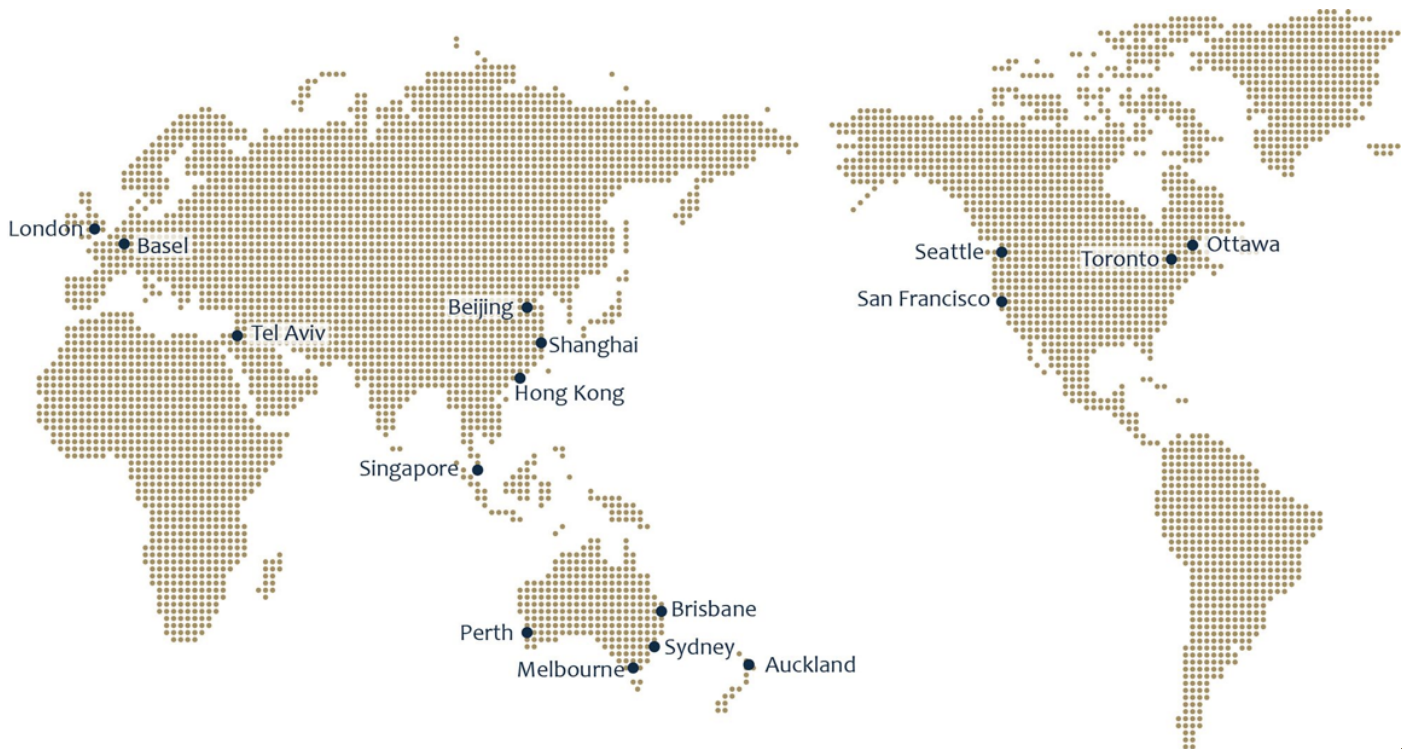 London
Basel
Seattle
Ottawa
Toronto
San Francisco
Beijing
Tel Aviv
Shanghai
Hong Kong
Singapore
Brisbane
Perth
Sydney
Melbourne
Auckland